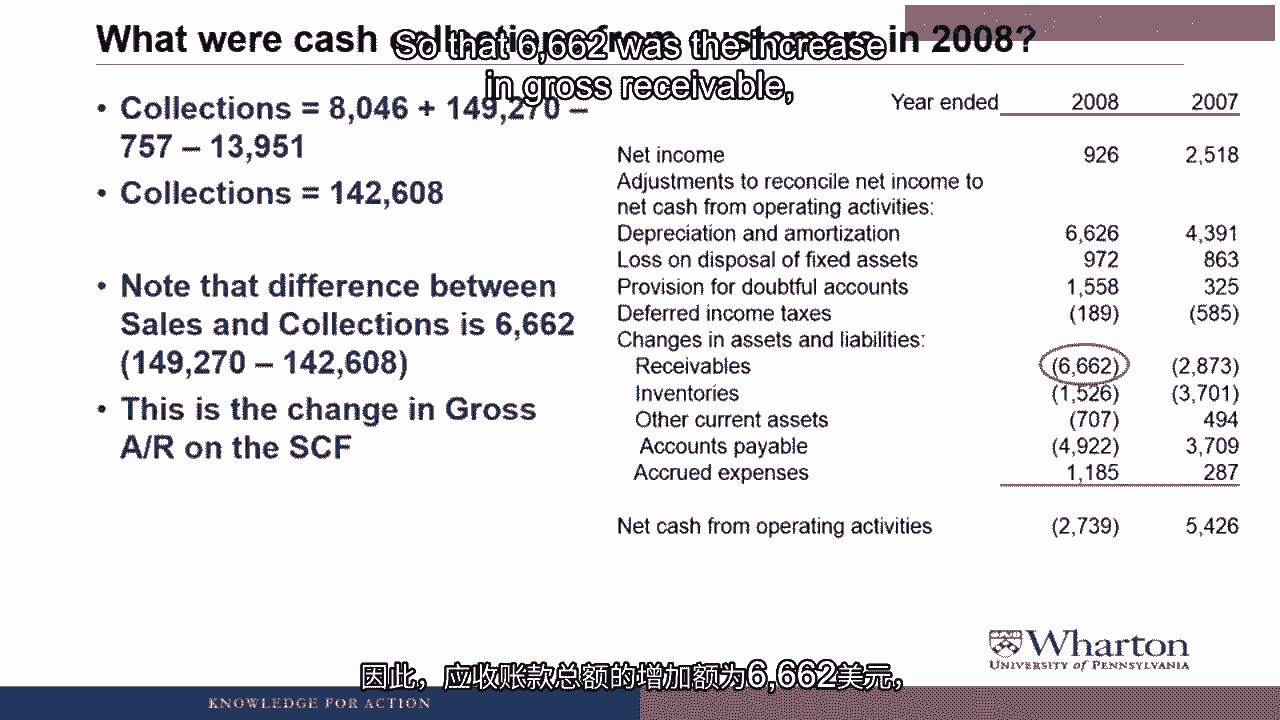 What were cash collections from customers in 2008?
So that 6,662 was the increase
in gross receivable,
• Collections = 8,046 + 149,270 –
757 – 13,951
• Collections = 142,608
• Note that difference between
Sales and Collections is 6,662
(149,270 – 142,608)
• This is the change in Gross
A/R on the SCF
Year ended 2008 2007
Net income 926 2,518
Adjustments to reconcile net income to
net cash from operating activities:
Depreciation and amortization 6,626 4,391
Loss on disposal of fixed assets 972 863
Provision for doubtful accounts 1,558 325
Deferred income taxes (189) (585)
Changes in assets and liabilities:
Receivables (6,662) (2,873)
Inventories (1,526) (3,701)
Other current assets (707) 494
Accounts payable (4,922) 3,709
Accrued expenses 1,185 287
Net cash from operating activities (2,739) 5,426
Wharton
UNIVERSITY of PENNSYLVANIA
因此，应收账款总额的增加额为6,662美元，
KNOWLEDGE FOR ACTION